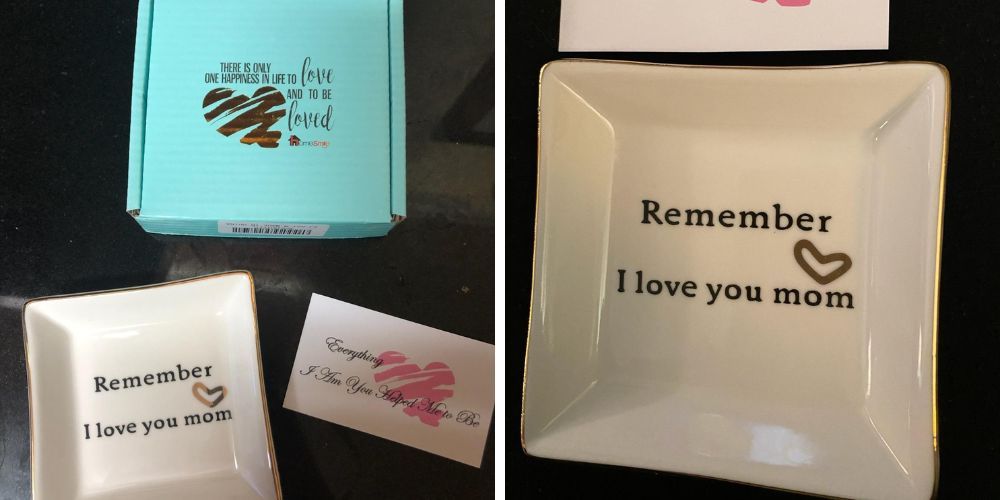 THERE IS ONLY
ONE HAPPINESS IN LIFE TO love
AND TO BE
loved
HomeSmile
Remember
I love you mom
Everything
I Am You Helped Me to Be
Remember
I love you mom